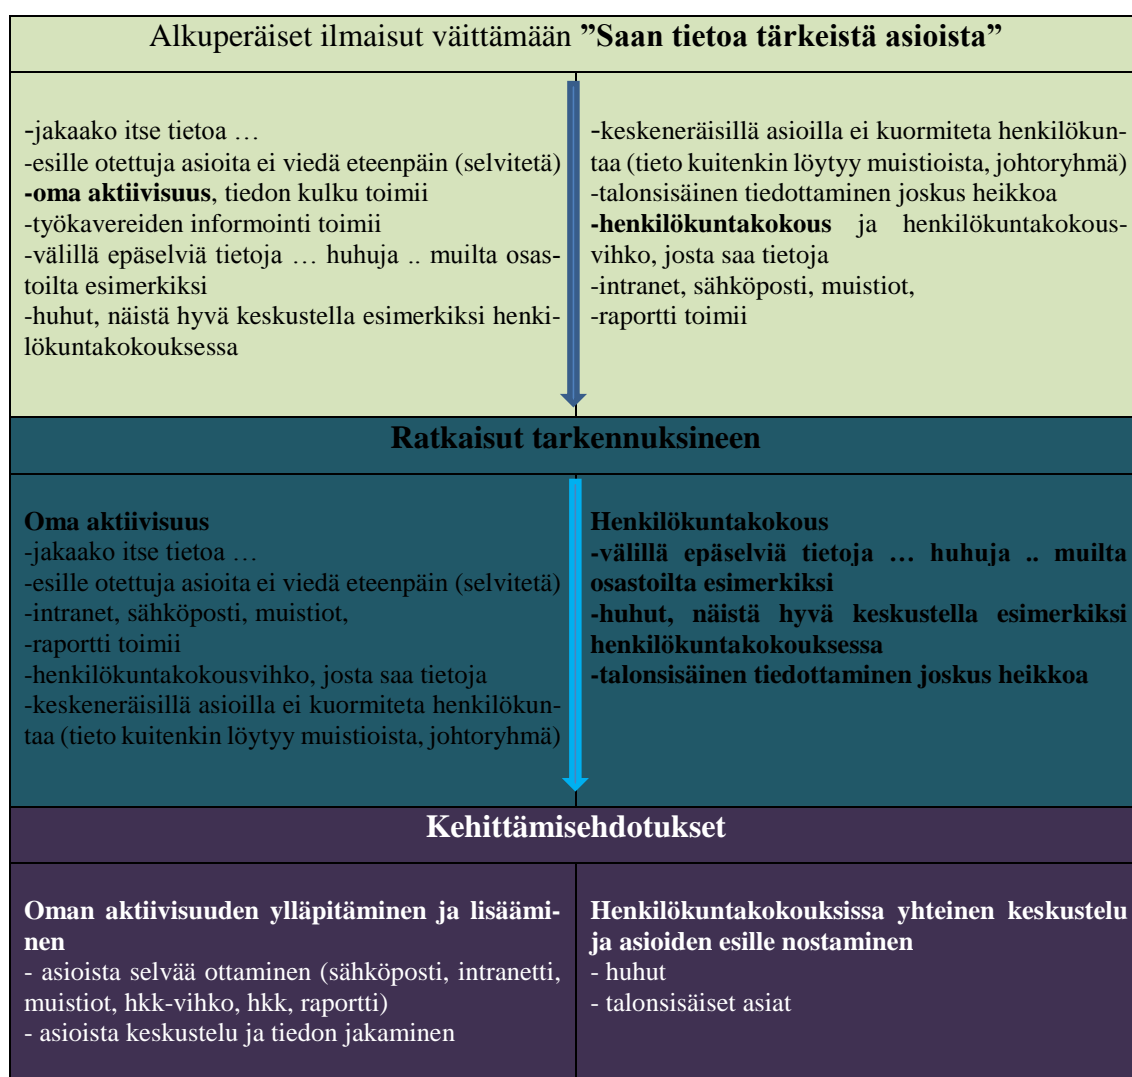 Alkuperäiset ilmaisut väittämään ”Saan tietoa tärkeistä asioista”
-jakaako itse tietoa …
-esille otettuja asioita ei viedä eteenpäin (selvitetä)
-oma aktiivisuus, tiedon kulku toimii
-työkavereiden informointi toimii
-välillä epäselviä tietoja … huhuja .. muilta osas-
toilta esimerkiksi
-huhut, näistä hyvä keskustella esimerkiksi henki-
lökuntakokouksessa
-keskeneräisillä asioilla ei kuormiteta henkilökun-
taa (tieto kuitenkin löytyy muistioista, johtoryhmä)
-talonsisäinen tiedottaminen joskus heikkoa
-henkilökuntakokous ja henkilökuntakokous-
vihko, josta saa tietoja
-intranet, sähköposti, muistiot,
-raportti toimii
Ratkaisut tarkennuksineen
Oma aktiivisuus
-jakaako itse tietoa …
-esille otettuja asioita ei viedä eteenpäin (selvitetä)
-intranet, sähköposti, muistiot,
-raportti toimii
-henkilökuntakokousvihko, josta saa tietoja
-keskeneräisillä asioilla ei kuormiteta henkilökun-
taa (tieto kuitenkin löytyy muistioista, johtoryhmä)
Henkilökuntakokous
-välillä epäselviä tietoja … huhuja .. muilta
osastoilta esimerkiksi
-huhut, näistä hyvä keskustella esimerkiksi
henkilökuntakokouksessa
-talonsisäinen tiedottaminen joskus heikkoa
Kehittämisehdotukset
Oman aktiivisuuden ylläpitäminen ja lisäämi-
nen
- asioista selvää ottaminen (sähköposti, intranetti,
muistiot, hkk-vihko, hkk, raportti)
- asioista keskustelu ja tiedon jakaminen
Henkilökuntakokouksissa yhteinen keskustelu
ja asioiden esille nostaminen
- huhut
- talonsisäiset asiat